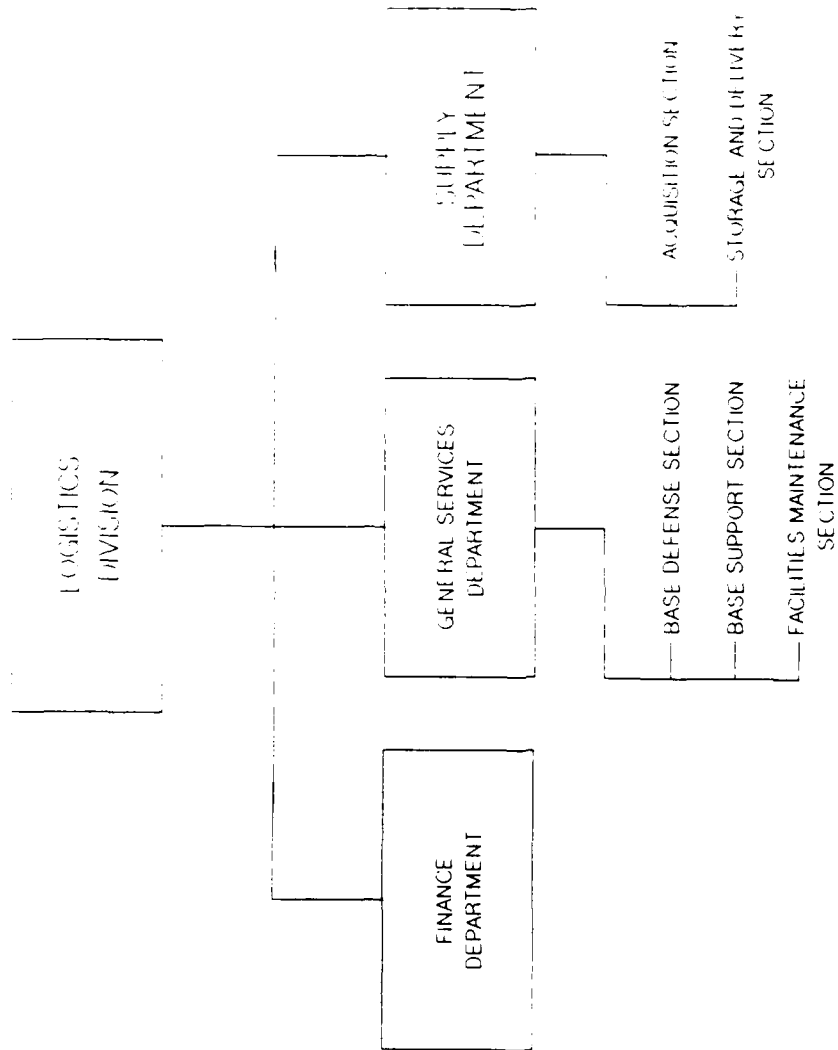 LOGISTICS
DIVISION
FINANCE
DEPARTMENT
GENERAL SERVICES
DEPARTMENT
SUPPLY
DEPARTMENT
BASE DEFENSE SECTION
BASE SUPPORT SECTION
FACILITIES MAINTENANCE
SECTION
ACQUISITION SECTION
STORAGE AND DELIVERY
SECTION